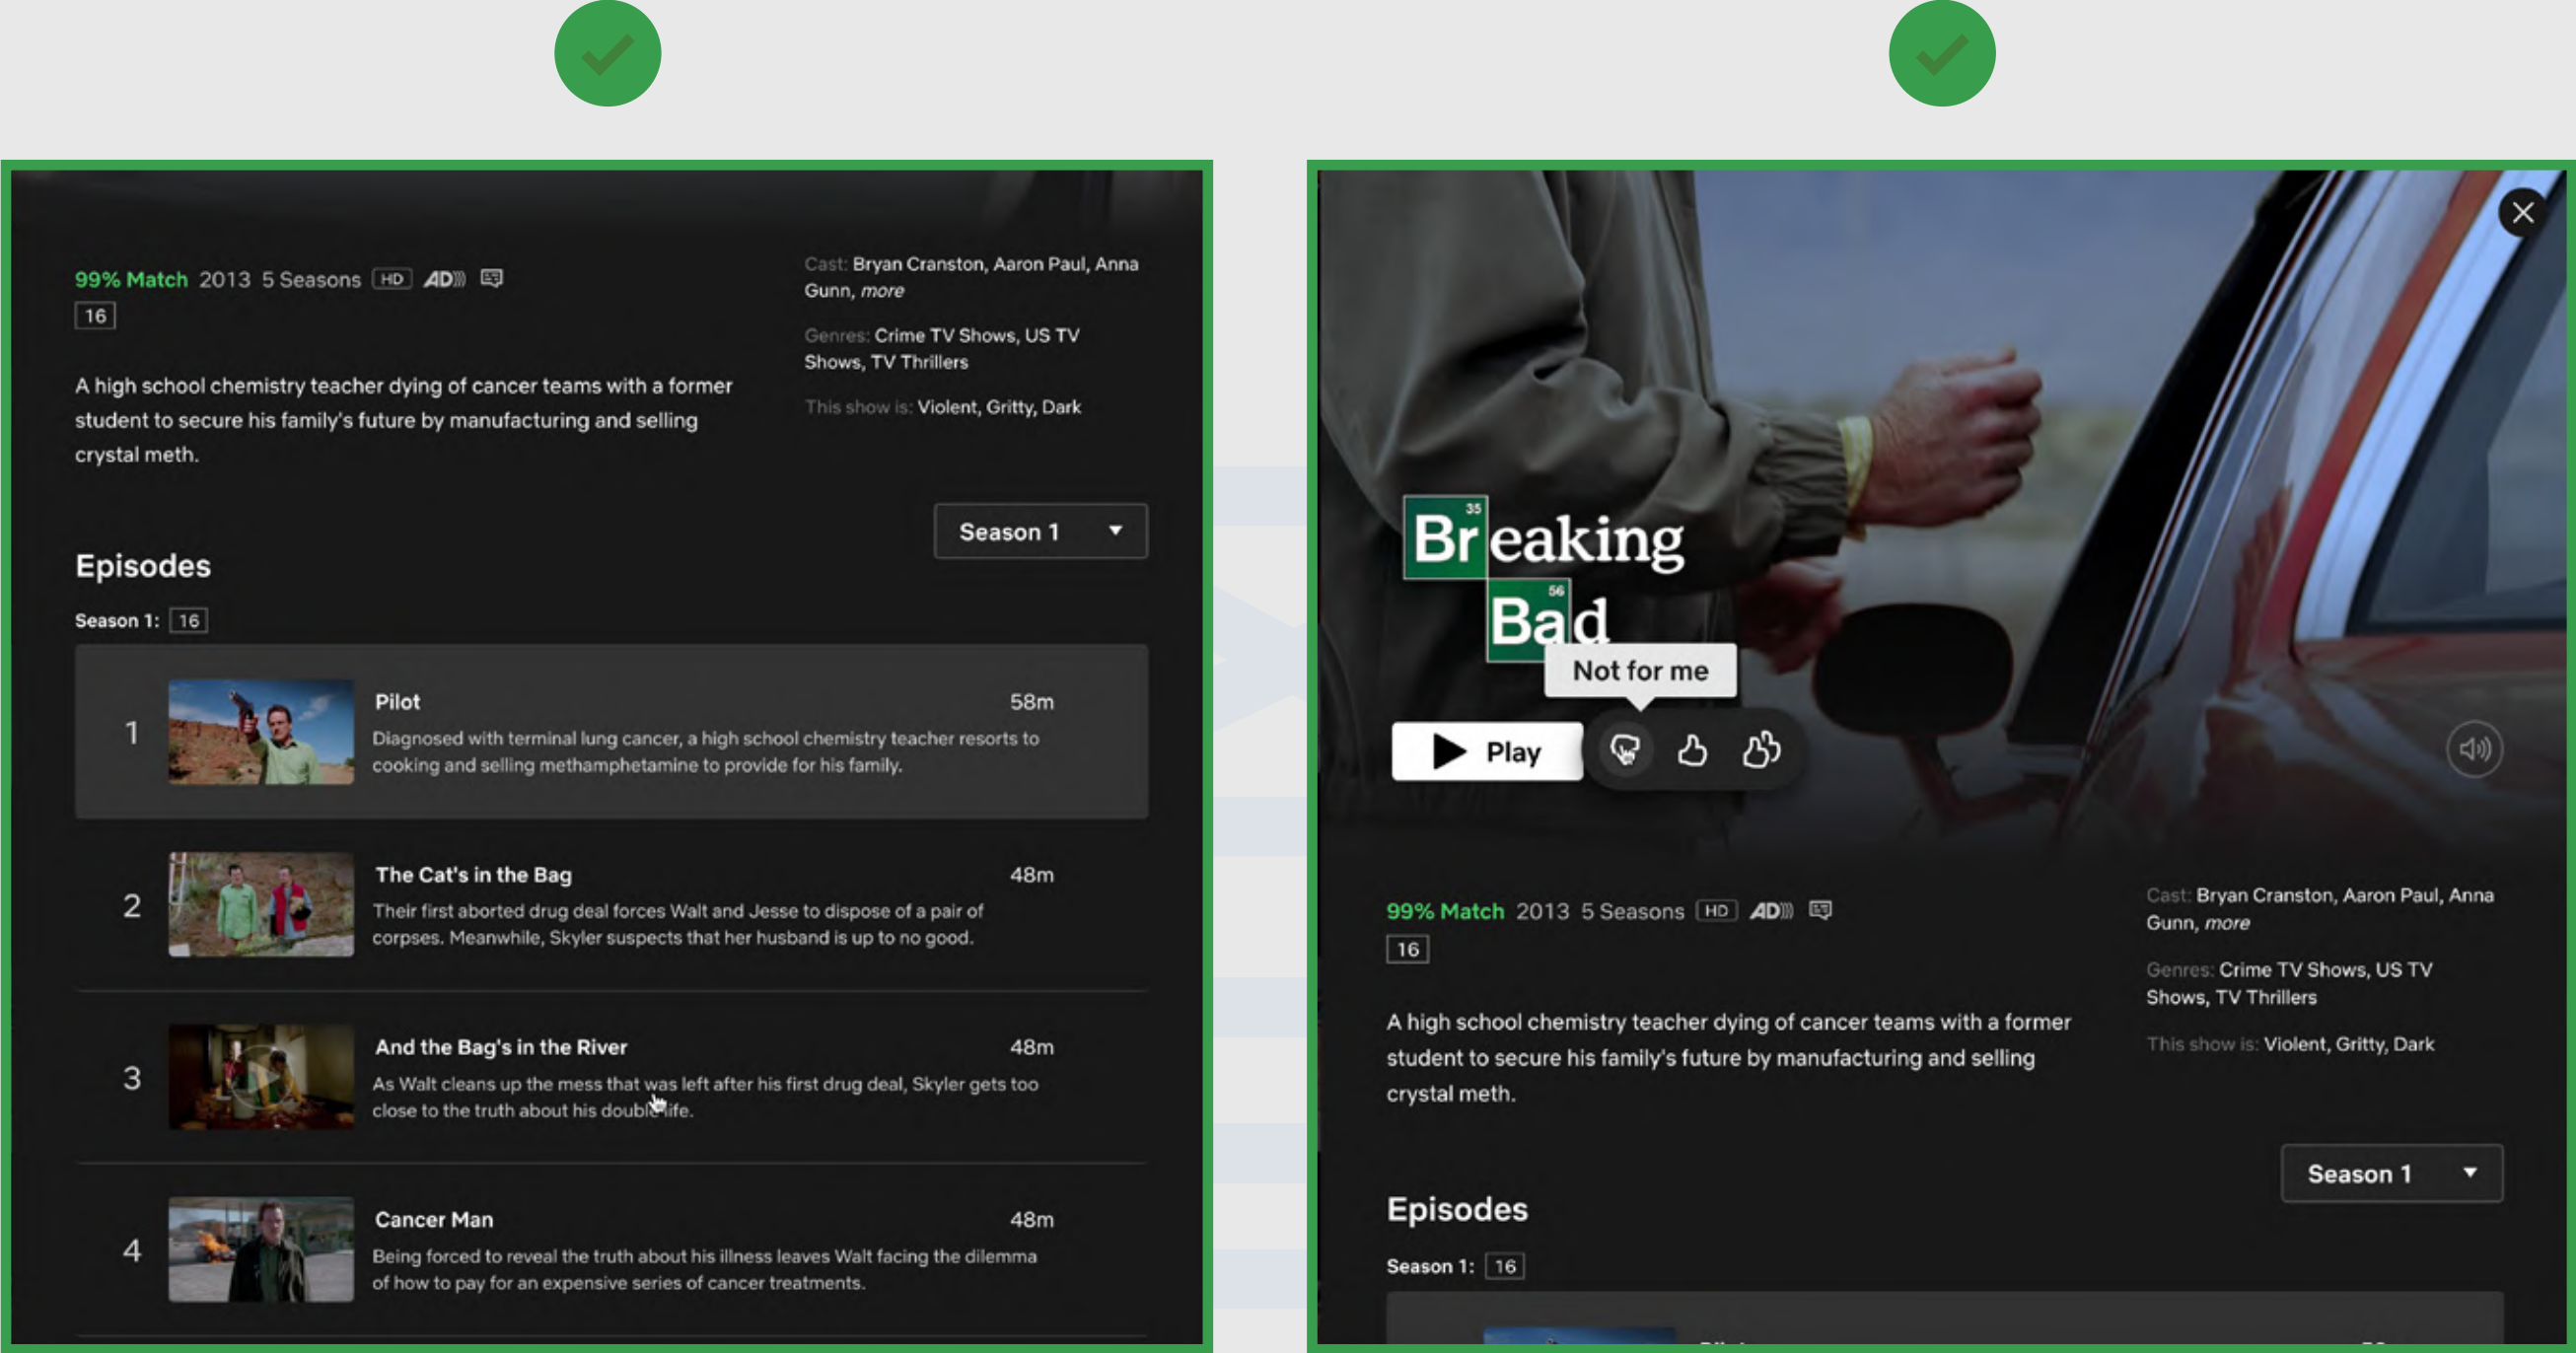 99% Match 2013 5 Seasons HD AD
16
A high school chemistry teacher dying of cancer teams with a former
student to secure his family's future by manufacturing and selling
crystal meth.
Cast: Bryan Cranston, Aaron Paul, Anna
Gunn, more
Genres: Crime TV Shows, US TV
Shows, TV Thrillers
This show is: Violent, Gritty, Dark
Season 1
Episodes
Season 1: 16
1
Pilot 58m
Diagnosed with terminal lung cancer, a high school chemistry teacher resorts to
cooking and selling methamphetamine to provide for his family.
2
The Cat's in the Bag 48m
Their first aborted drug deal forces Walt and Jesse to dispose of a pair of
corpses. Meanwhile, Skyler suspects that her husband is up to no good.
3
And the Bag's in the River 48m
As Walt cleans up the mess that was left after his first drug deal, Skyler gets too
close to the truth about his double life.
4
Cancer Man 48m
Being forced to reveal the truth about his illness leaves Walt facing the dilemma
of how to pay for an expensive series of cancer treatments.
35
Breaking
56
Bad
Not for me
Play
99% Match 2013 5 Seasons HD AD
16
A high school chemistry teacher dying of cancer teams with a former
student to secure his family's future by manufacturing and selling
crystal meth.
Cast: Bryan Cranston, Aaron Paul, Anna
Gunn, more
Genres: Crime TV Shows, US TV
Shows, TV Thrillers
This show is: Violent, Gritty, Dark
Season 1
Episodes
Season 1: 16